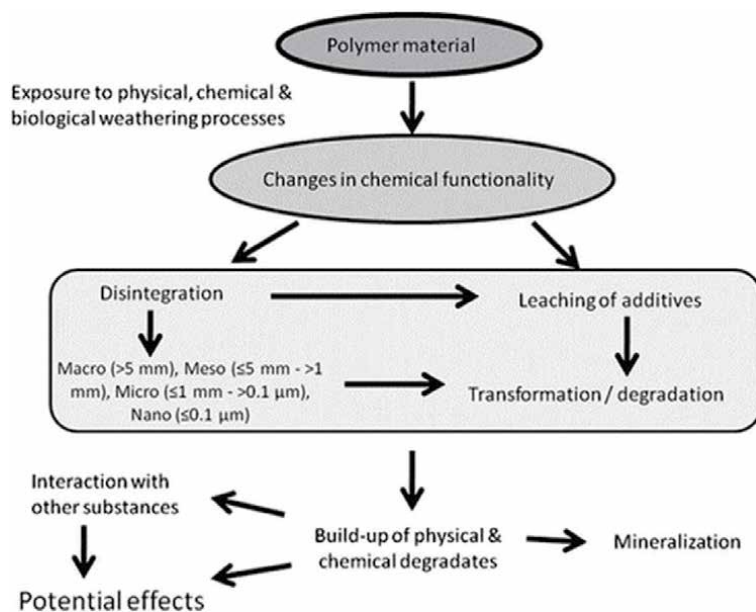 Polymer material
Exposure to physical, chemical &
biological weathering processes
Changes in chemical functionality
Disintegration
Leaching of additives
Macro (>5 mm), Meso (≤5 mm - >1
mm), Micro (≤1 mm - >0.1 μm),
Nano (≤0.1 μm)
Transformation / degradation
Interaction with
other substances
Build-up of physical &
chemical degradates
Mineralization
Potential effects